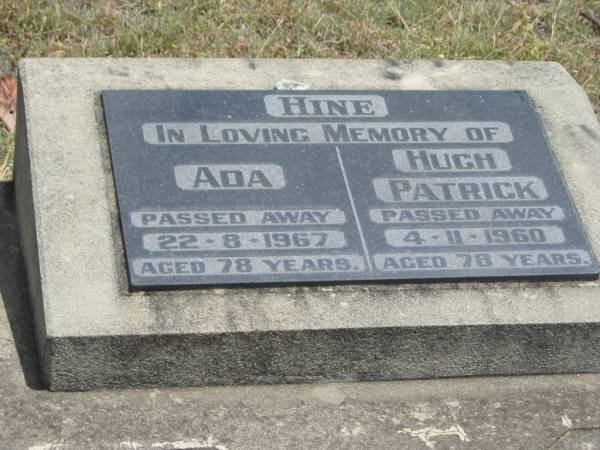 HINE
IN LOVING MEMORY OF
ADA
PASSED AWAY
22-8-1967
AGED 78 YEARS.
HUGH
PATRICK
PASSED AWAY
4-11-1960
AGED 78 YEARS.